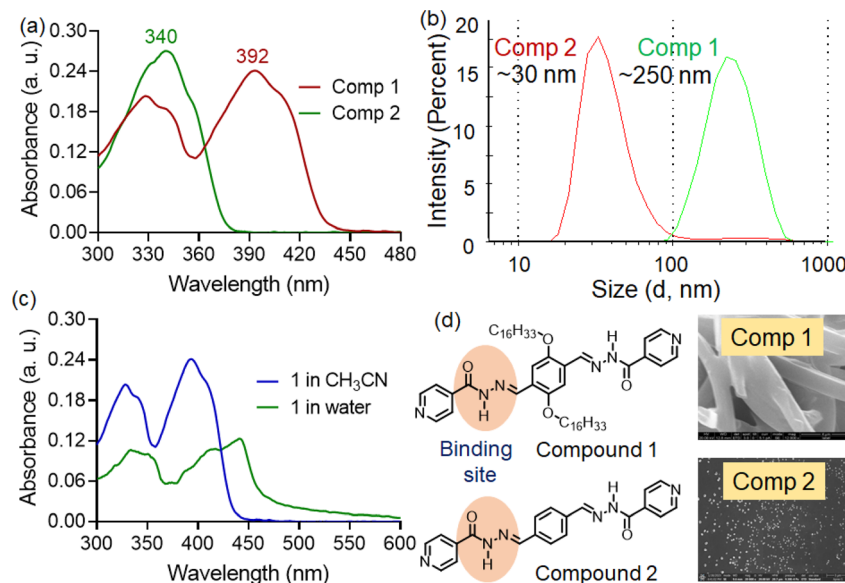 (a)
0.30
0.24
0.18
0.12
0.06
0.00
Absorbance (a. u.)
340
392
Comp 1
Comp 2
300 330 360 390 420 450 480
Wavelength (nm)
(b)
20
15
10
5
0
Intensity (Percent)
Comp 2
~30 nm
Comp 1
~250 nm
10 100 1000
Size (d, nm)
(c)
0.30
0.24
0.18
0.12
0.06
0.00
Absorbance (a. u.)
1 in CH₃CN
1 in water
300 350 400 450 500 550 600
Wavelength (nm)
(d)
C₁₆H₃₃
O
H
N
N
N
O
O
N
N
H
N
O
C₁₆H₃₃
Binding
site
Compound 1
H
N
N
N
O
O
N
N
H
N
Compound 2
Comp 1
Comp 2